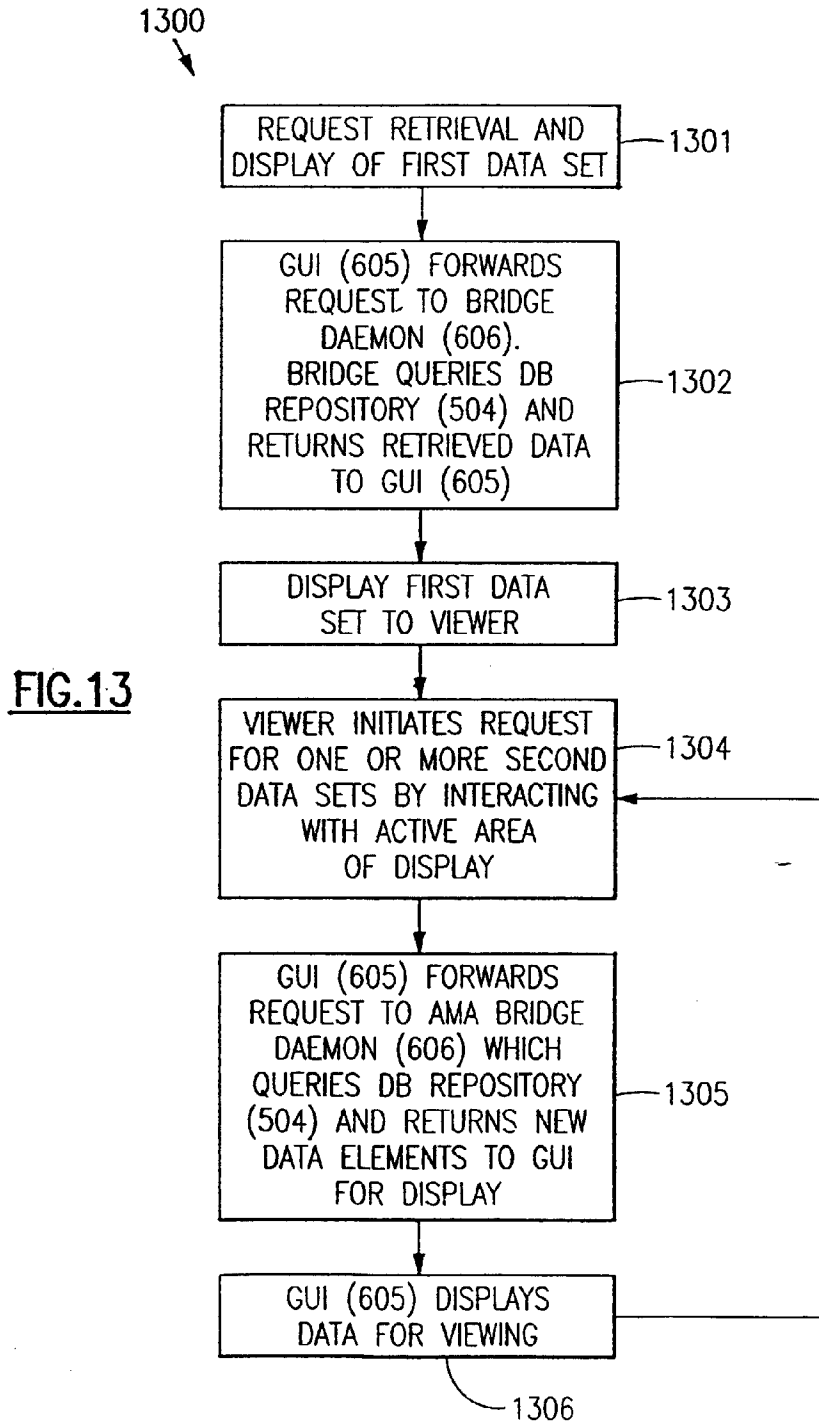 1300
REQUEST RETRIEVAL AND
DISPLAY OF FIRST DATA SET
1301
GUI (605) FORWARDS
REQUEST TO BRIDGE
DAEMON (606).
BRIDGE QUERIES DB
REPOSITORY (504) AND
RETURNS RETRIEVED DATA
TO GUI (605)
1302
DISPLAY FIRST DATA
SET TO VIEWER
1303
FIG.13
VIEWER INITIATES REQUEST
FOR ONE OR MORE SECOND
DATA SETS BY INTERACTING
WITH ACTIVE AREA
OF DISPLAY
1304
GUI (605) FORWARDS
REQUEST TO AMA BRIDGE
DAEMON (606) WHICH
QUERIES DB REPOSITORY
(504) AND RETURNS NEW
DATA ELEMENTS TO GUI
FOR DISPLAY
1305
GUI (605) DISPLAYS
DATA FOR VIEWING
1306